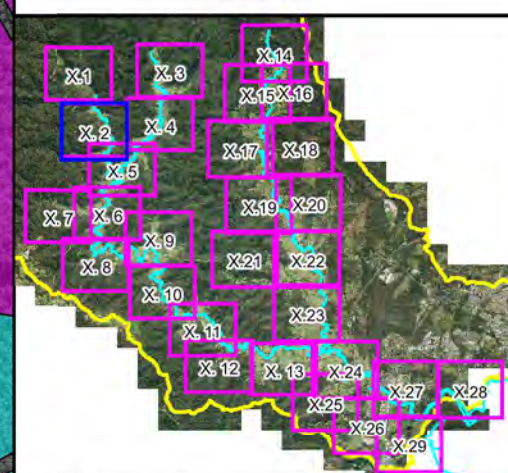 X.1
X. 2
X. 3
X. 4
X. 5
X. 6
X. 7
X. 8
X. 9
X. 10
X. 11
X. 12
X. 13
X.14
X.15
X.16
X.17
X.18
X.19
X.20
X.21
X.22
X.23
X.24
X.25
X.26
X.27
X.28
X.29